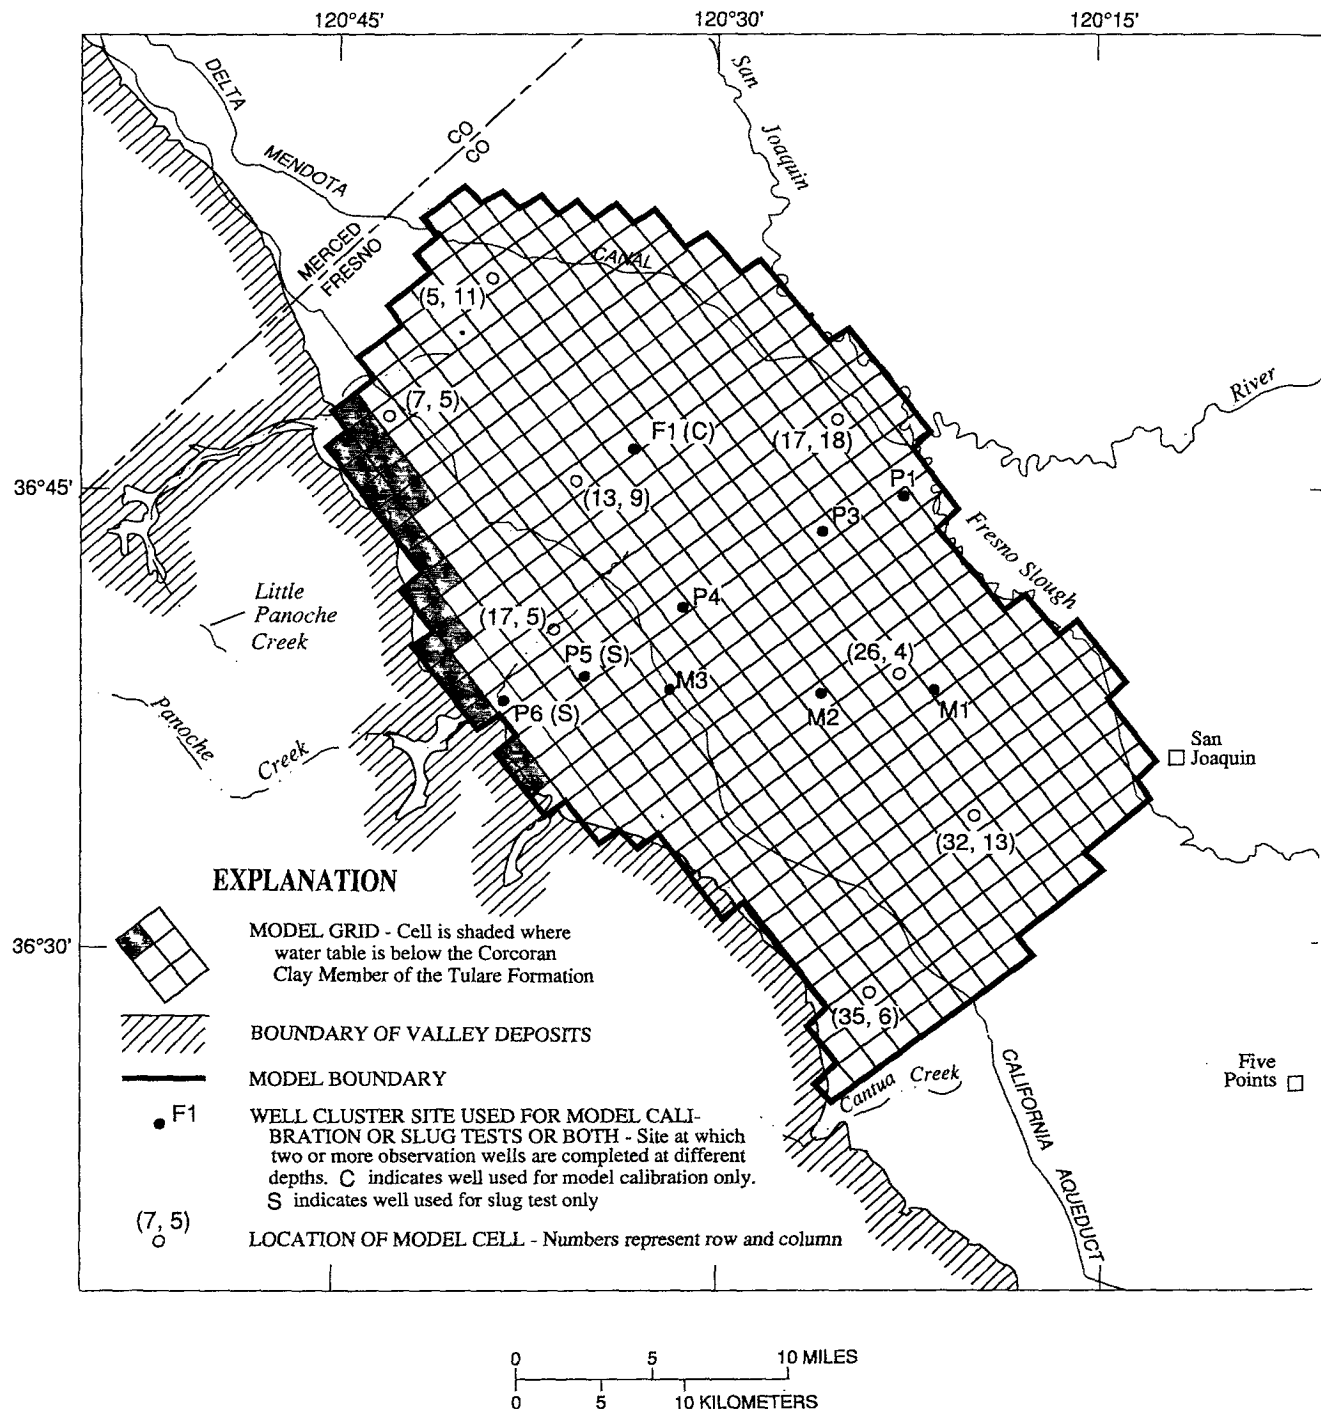 120°45'
120°30'
120°15'
DELTA
MENDOTA
CANAL
San
Joaquin
River
CO
CO
MERCED
FRESNO
(5, 11)
(7, 5)
F1 (C)
(17, 18)
36°45'
(13, 9)
P1
P3
Fresno Slough
Little
Panoche
Creek
P4
(17, 5)
(26, 4)
P5 (S)
M3
M2
M1
P6 (S)
Panoche
Creek
San
Joaquin
(32, 13)
EXPLANATION
MODEL GRID - Cell is shaded where
water table is below the Corcoran
Clay Member of the Tulare Formation
36°30'
(35, 6)
BOUNDARY OF VALLEY DEPOSITS
MODEL BOUNDARY
Cantua Creek
Five
Points
CALIFORNIA AQUEDUCT
F1
WELL CLUSTER SITE USED FOR MODEL CALI-
BRATION OR SLUG TESTS OR BOTH - Site at which
two or more observation wells are completed at different
depths. C indicates well used for model calibration only.
S indicates well used for slug test only
(7, 5)
LOCATION OF MODEL CELL - Numbers represent row and column
0 5 10 MILES
0 5 10 KILOMETERS